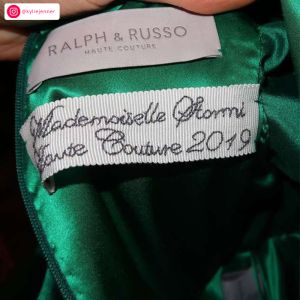 @kyliejenner
RALPH & RUSSO
HAUTE COUTURE
Mademoiselle Stormi
Haute Couture 2019